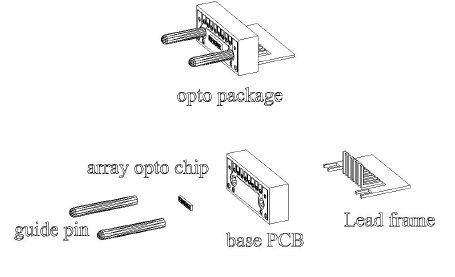 opto package
array opto chip
guide pin
base PCB
Lead frame